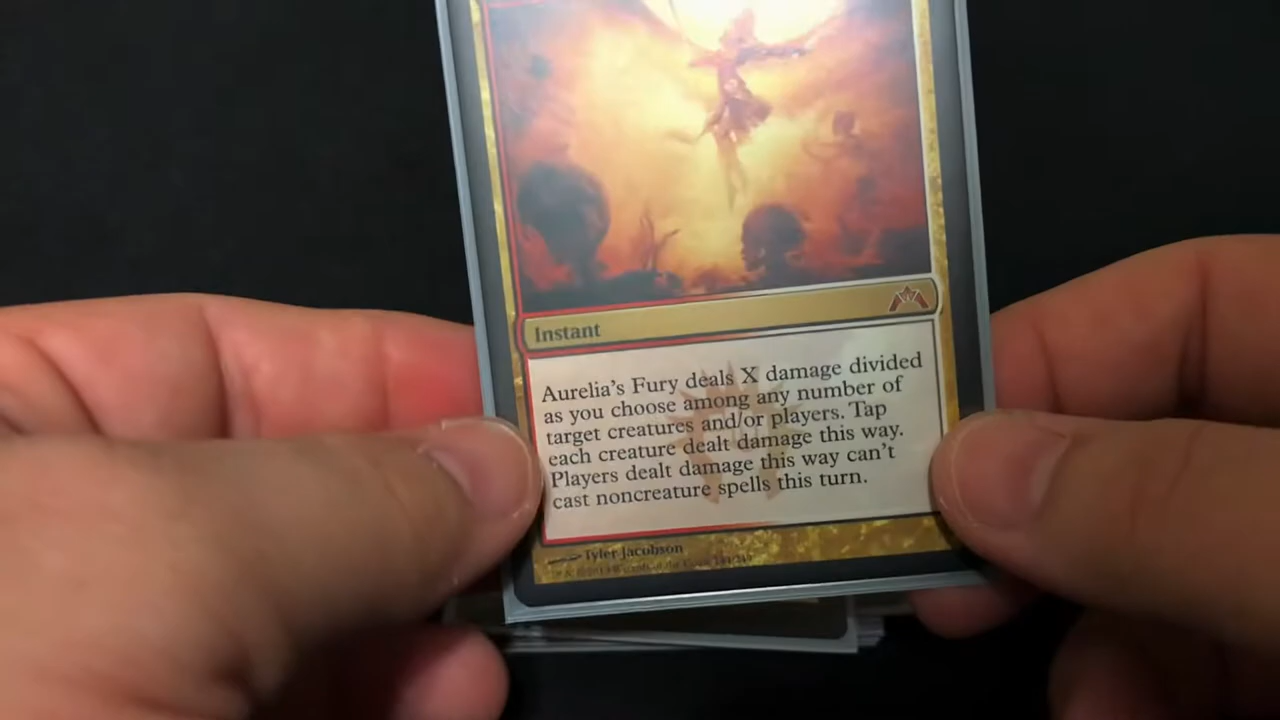 Instant
Aurelia's Fury deals X damage divided
as you choose among any number of
target creatures and/or players. Tap
each creature dealt damage this way.
Players dealt damage this way can't
cast noncreature spells this turn.
Tyler Jacobson